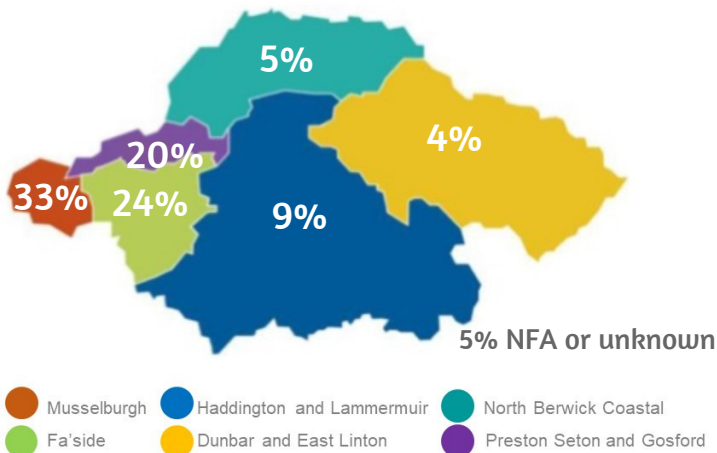 5%
4%
20%
33%
24%
9%
5% NFA or unknown
Musselburgh
Haddington and Lammermuir
North Berwick Coastal
Fa'side
Dunbar and East Linton
Preston Seton and Gosford